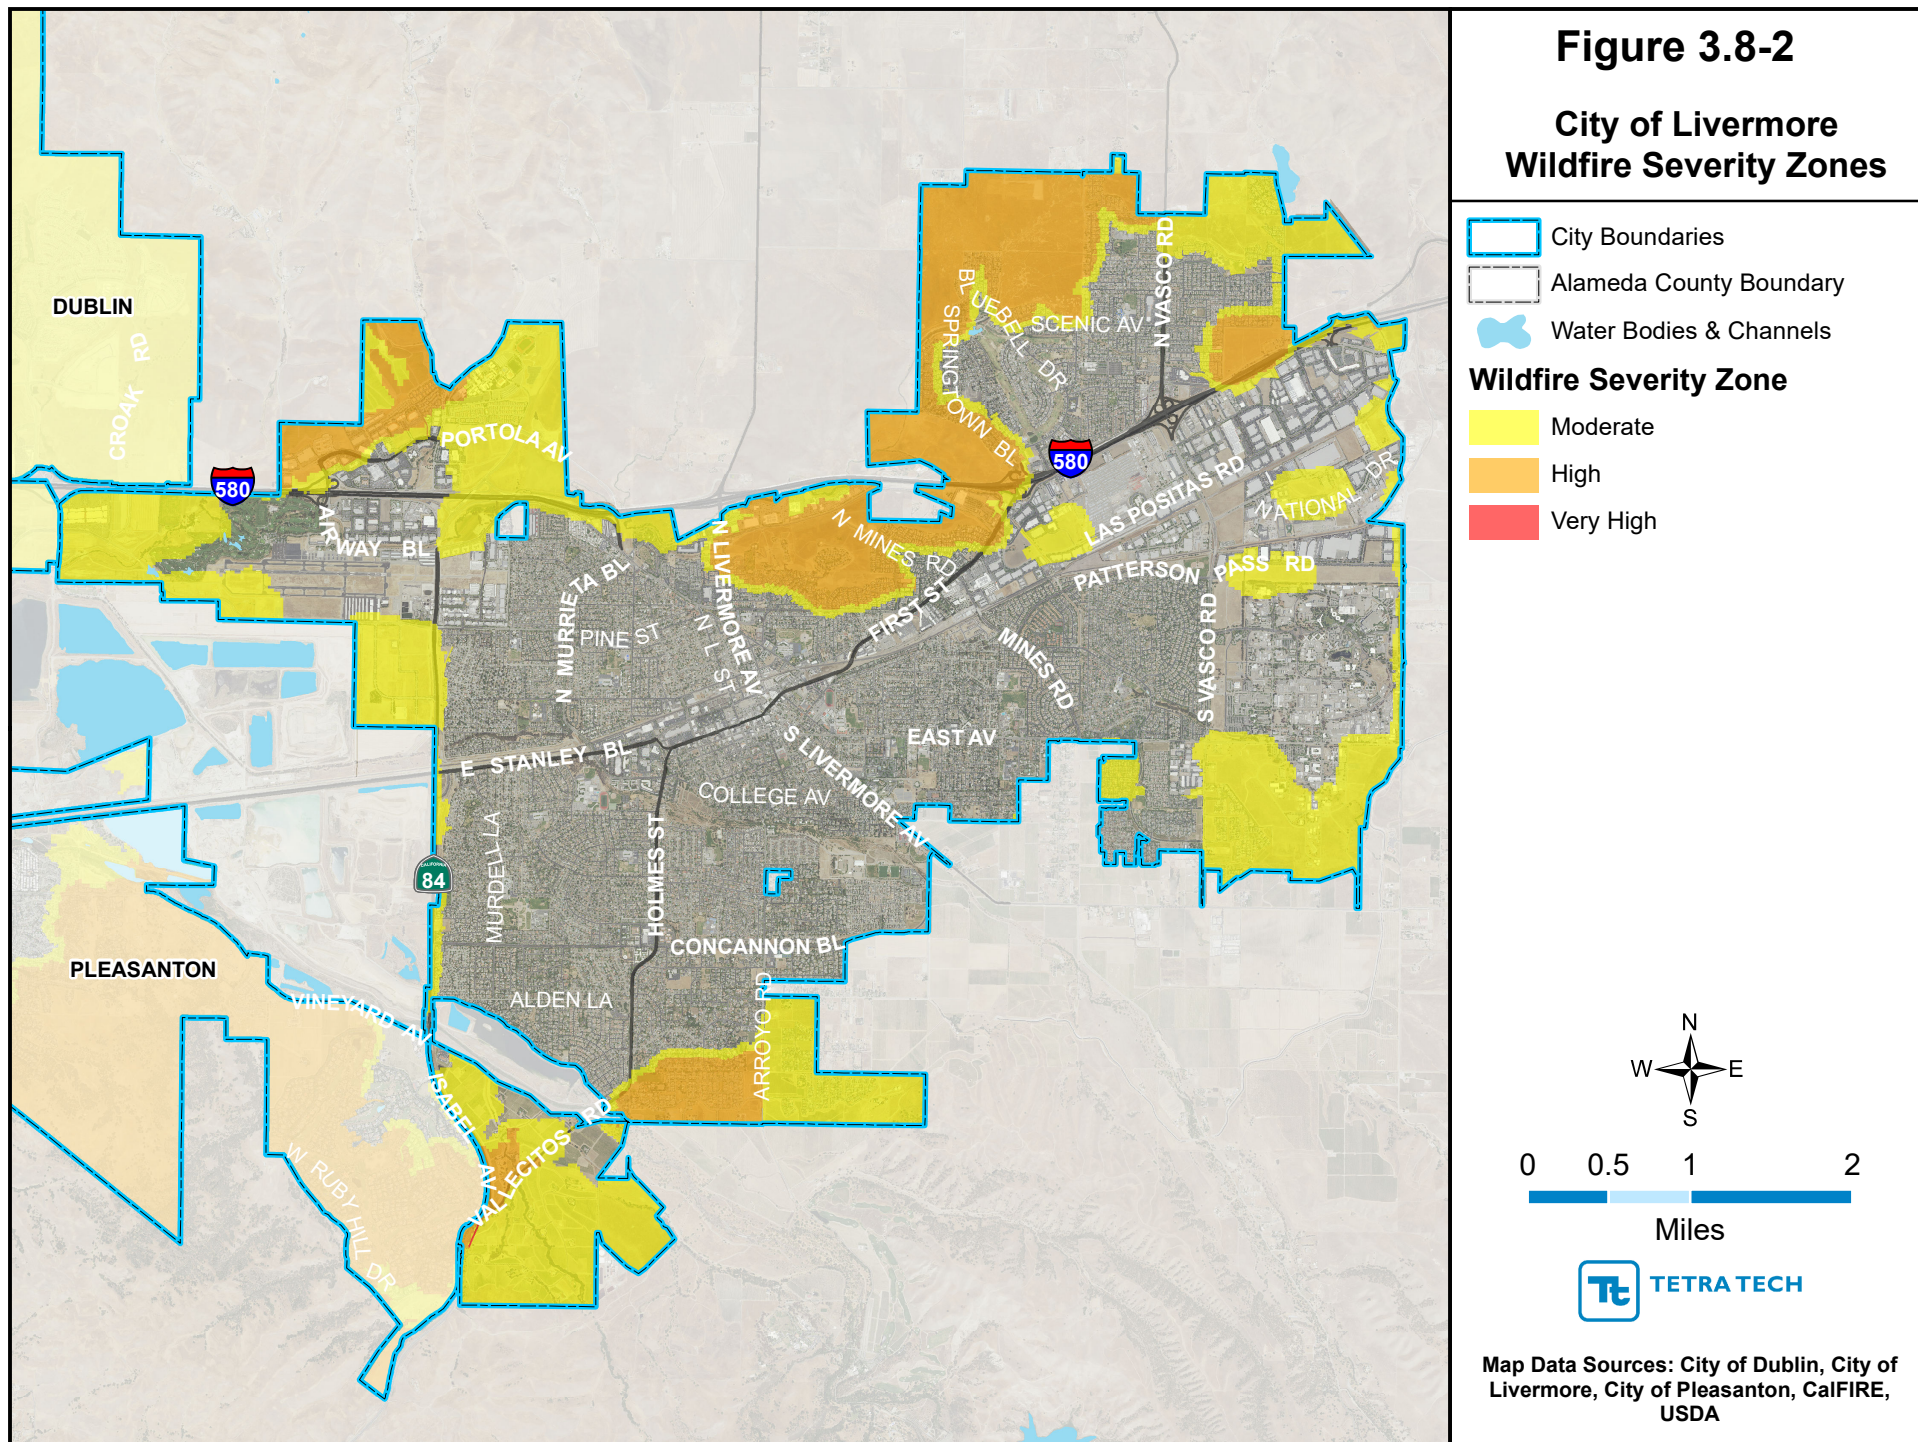 Figure 3.8-2
City of Livermore
Wildfire Severity Zones
City Boundaries
Alameda County Boundary
Water Bodies & Channels
Wildfire Severity Zone
Moderate
High
Very High
N
W E
S
0 0.5 1 2
Miles
Tt TETRA TECH
Map Data Sources: City of Dublin, City of
Livermore, City of Pleasanton, CalFIRE,
USDA
DUBLIN
CROAK RD
580
PORTOLA AV
AIRWAY BL
N MURRIETA BL
PINE ST
N L ST
N LIVERMORE AV
N MINES RD
FIRST ST
SPRINGTOWN BL
BLUEBELL DR
SCENIC AV
N VASCO RD
580
LAS POSITAS RD
NATIONAL DR
PATTERSON PASS RD
S VASCO RD
MINES RD
EAST AV
S LIVERMORE AV
E STANLEY BL
COLLEGE AV
MURDELL LA
HOLMES ST
CALIFORNIA
84
CONCANNON BL
ALDEN LA
ARROYO RD
PLEASANTON
VINEYARD AV
ISABEL AV
VALLECITOS RD
W RUBY HILL DR